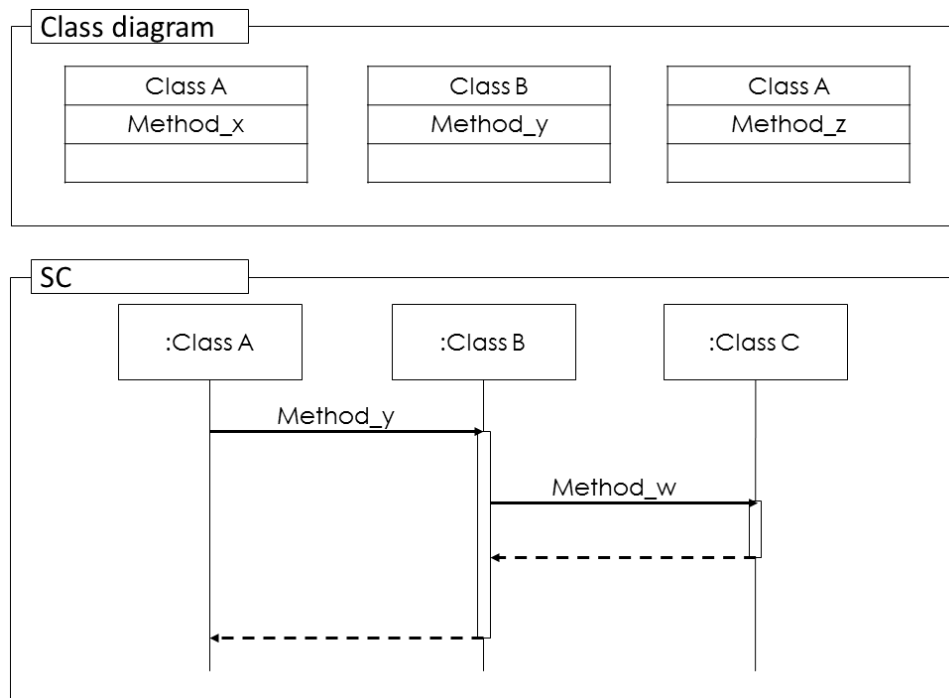 Class diagram
Class A
Class B
Class A
Method_x
Method_y
Method_z
SC
:Class A
:Class B
:Class C
Method_y
Method_w